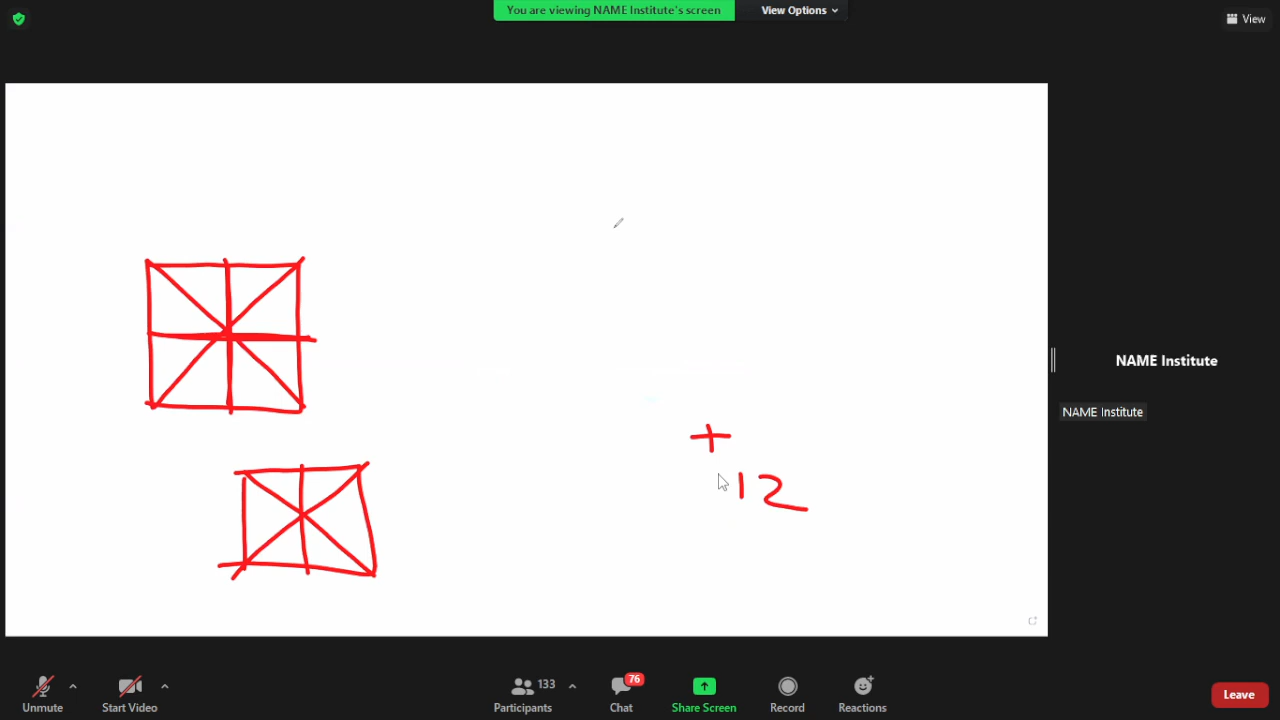 You are viewing NAME Institute's screen
View Options
View
NAME Institute
NAME Institute
+
12
Unmute
Start Video
133
Participants
76
Chat
Share Screen
Record
Reactions
Leave